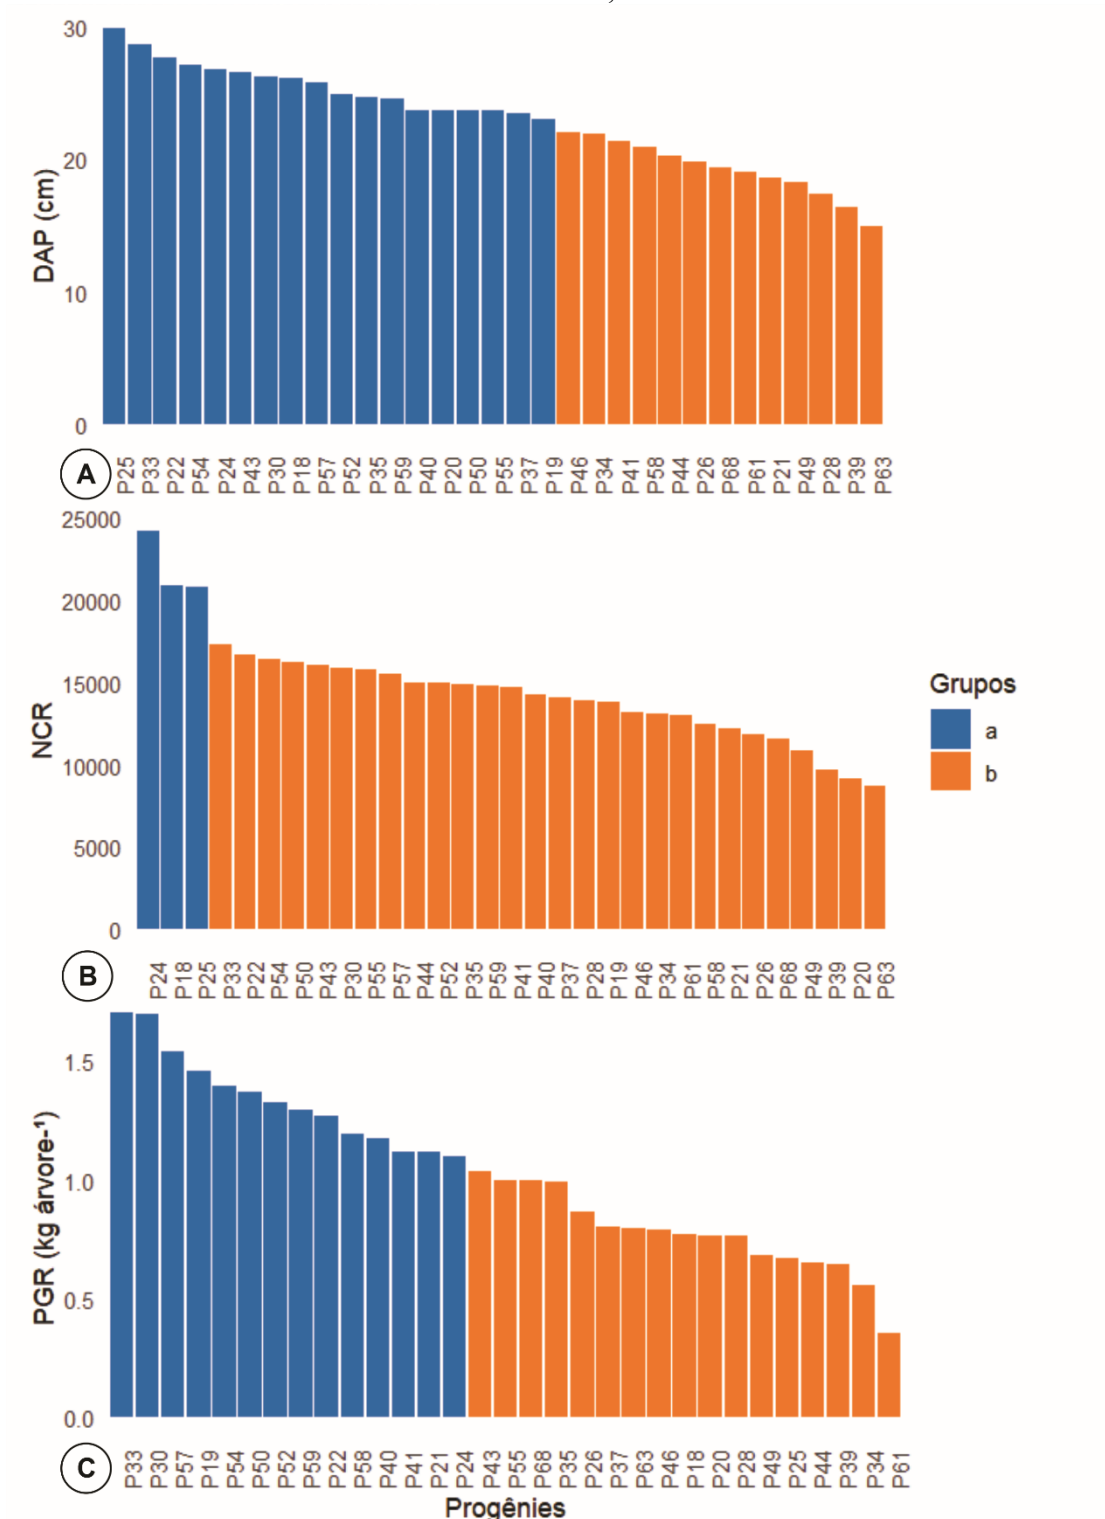 30
20
10
0
DAP (cm)
A
P25 P33 P22 P54 P24 P43 P30 P18 P57 P52 P35 P59 P40 P20 P50 P55 P37 P19 P46 P34 P41 P58 P44 P26 P68 P61 P21 P49 P28 P39 P63
25000
20000
15000
10000
5000
0
NCR
B
P24 P18 P25 P33 P22 P54 P50 P43 P30 P55 P57 P44 P52 P35 P59 P41 P40 P37 P28 P19 P46 P34 P61 P58 P21 P26 P68 P49 P39 P20 P63
Grupos
a
b
1.5
1.0
0.5
0.0
PGR (kg árvore-¹)
C
P33 P30 P57 P19 P54 P50 P52 P59 P22 P58 P40 P41 P21 P24 P43 P55 P68 P35 P26 P37 P63 P46 P18 P20 P28 P49 P25 P44 P39 P34 P61
Progênies